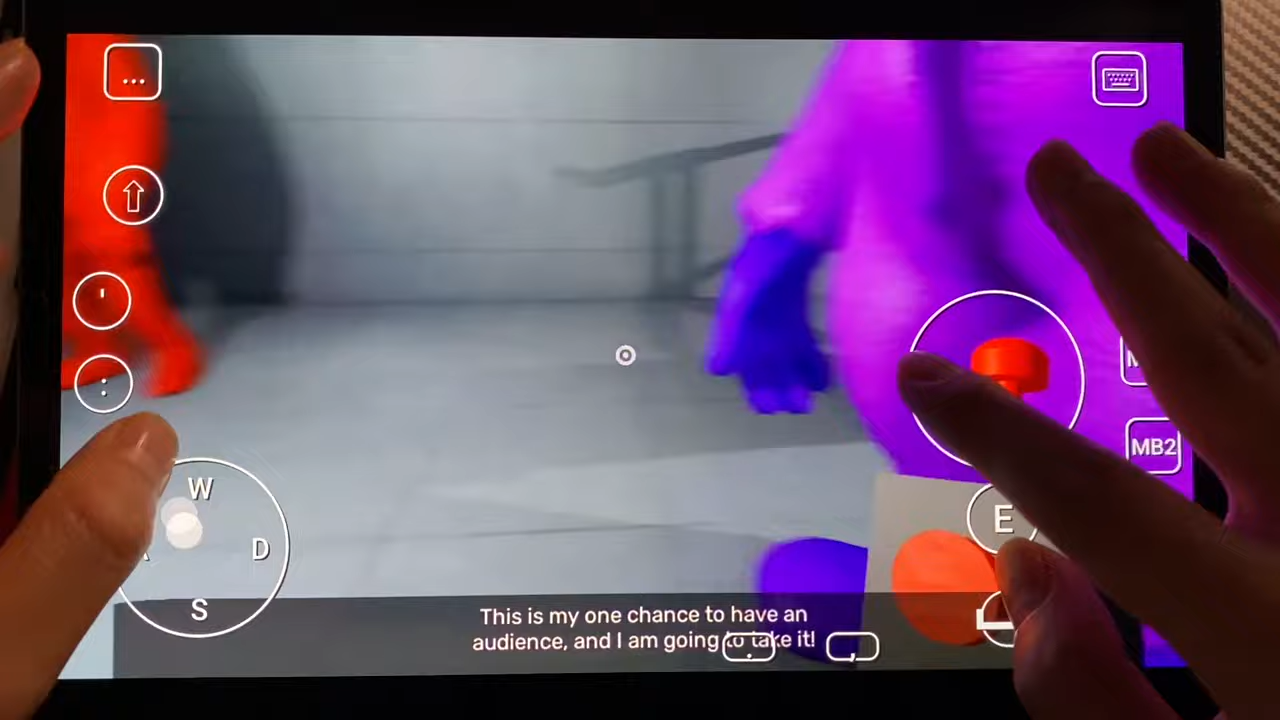 ...
'
:
W
D
S
MB2
E
This is my one chance to have an
audience, and I am going to take it!
. ,